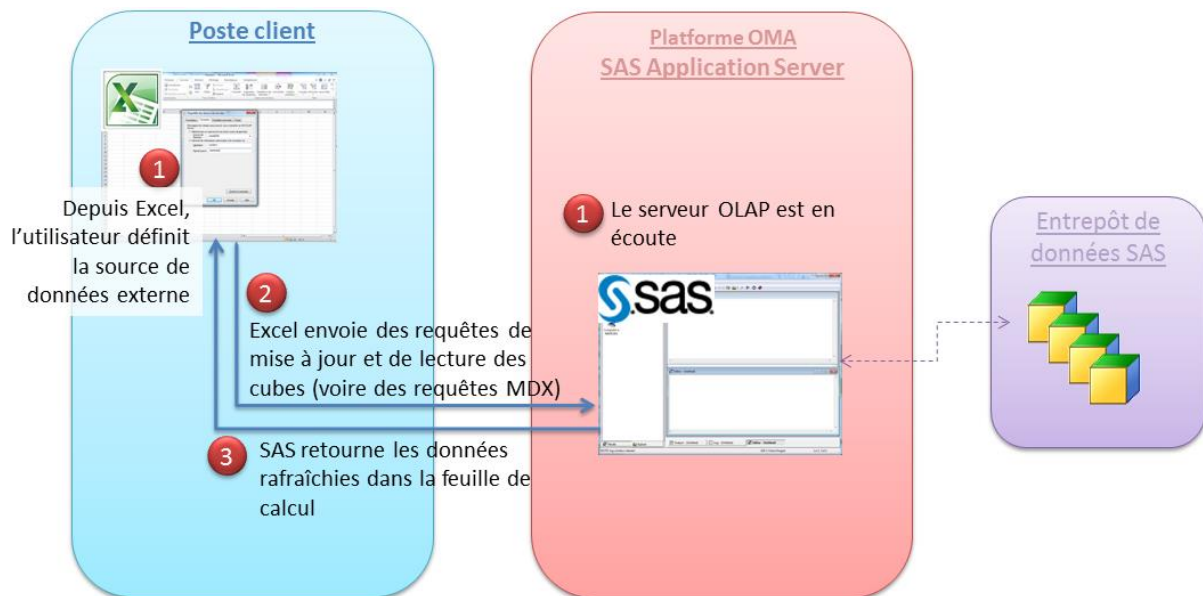 Poste client
1
Depuis Excel,
l'utilisateur définit
la source de
données externe
2
Excel envoie des requêtes de
mise à jour et de lecture des
cubes (voire des requêtes MDX)
3
SAS retourne les données
rafraîchies dans la feuille de
calcul
Platforme OMA
SAS Application Server
1
Le serveur OLAP est en
écoute
sas
Entrepôt de
données SAS